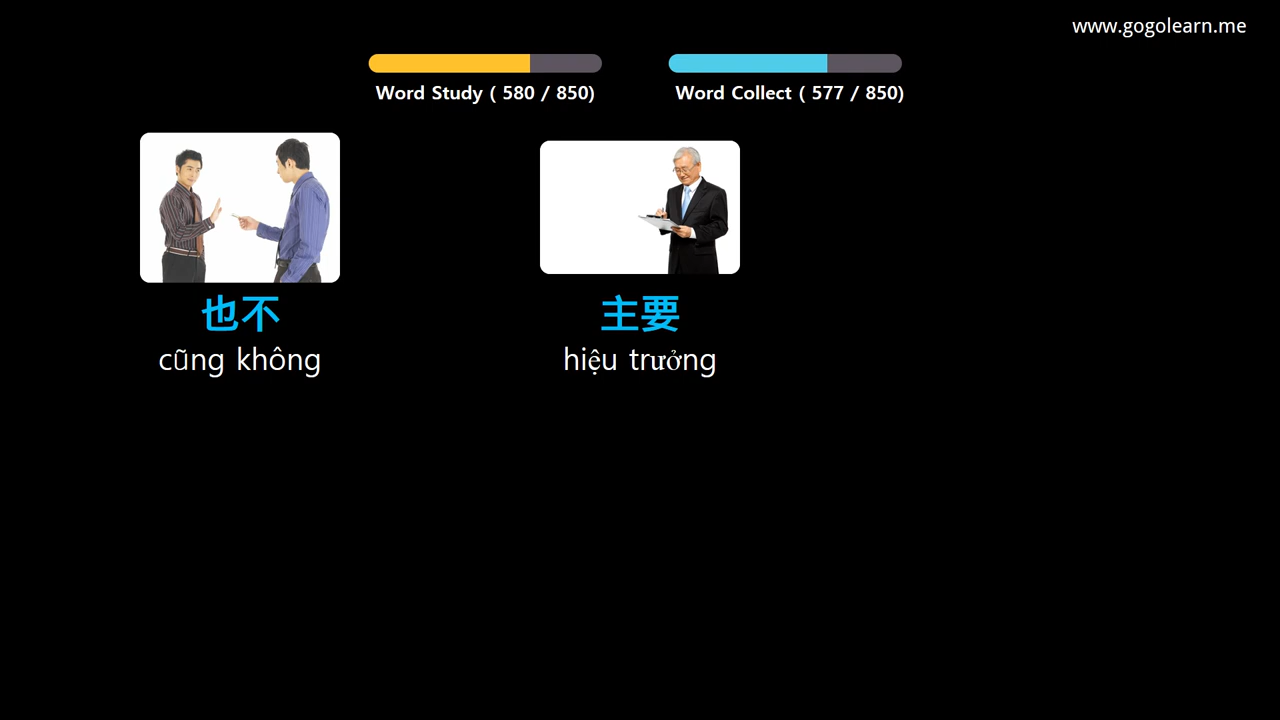 www.gogolearn.me
Word Study ( 580 / 850)
Word Collect ( 577 / 850)
也不
cũng không
主要
hiệu trưởng